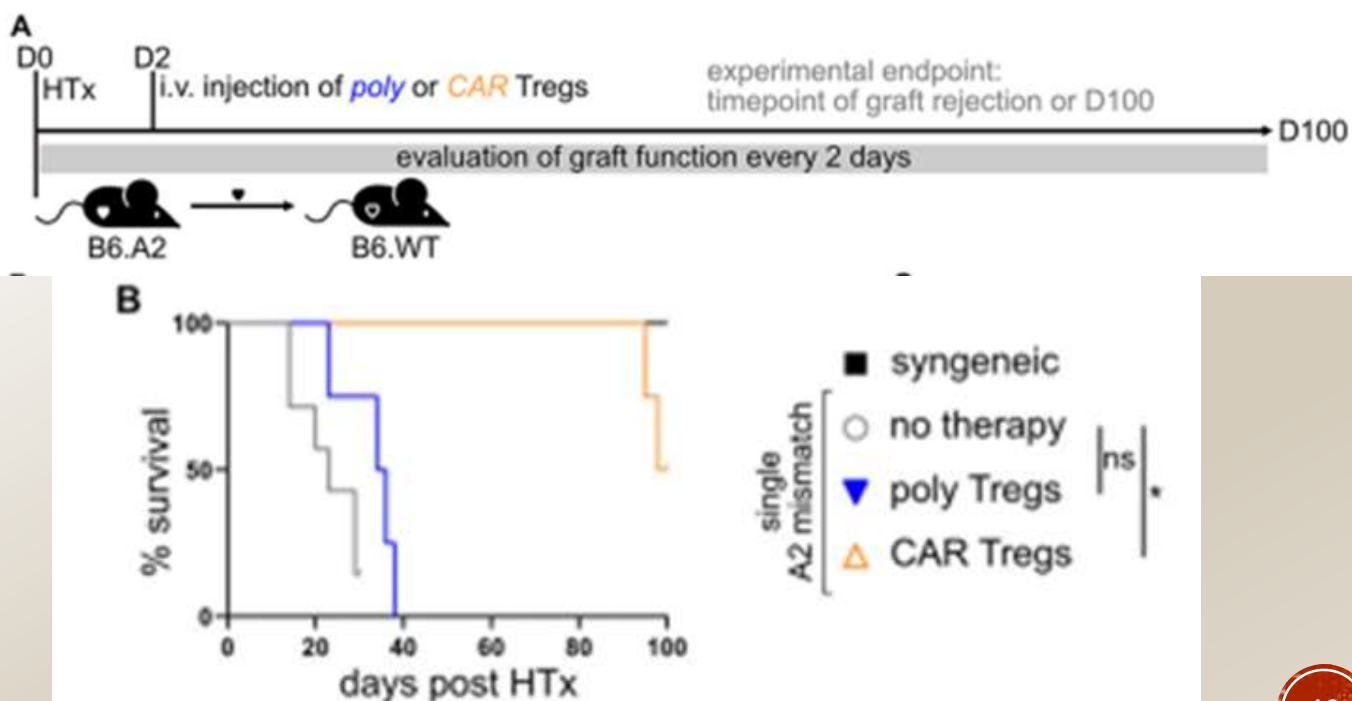 A
D0
D2
HTx
i.v. injection of poly or CAR Tregs
experimental endpoint:
timepoint of graft rejection or D100
D100
evaluation of graft function every 2 days
B6.A2
B6.WT
B
100
50
0
% survival
0 20 40 60 80 100
days post HTx
syngeneic
no therapy
poly Tregs
CAR Tregs
single
A2 mismatch
ns
*